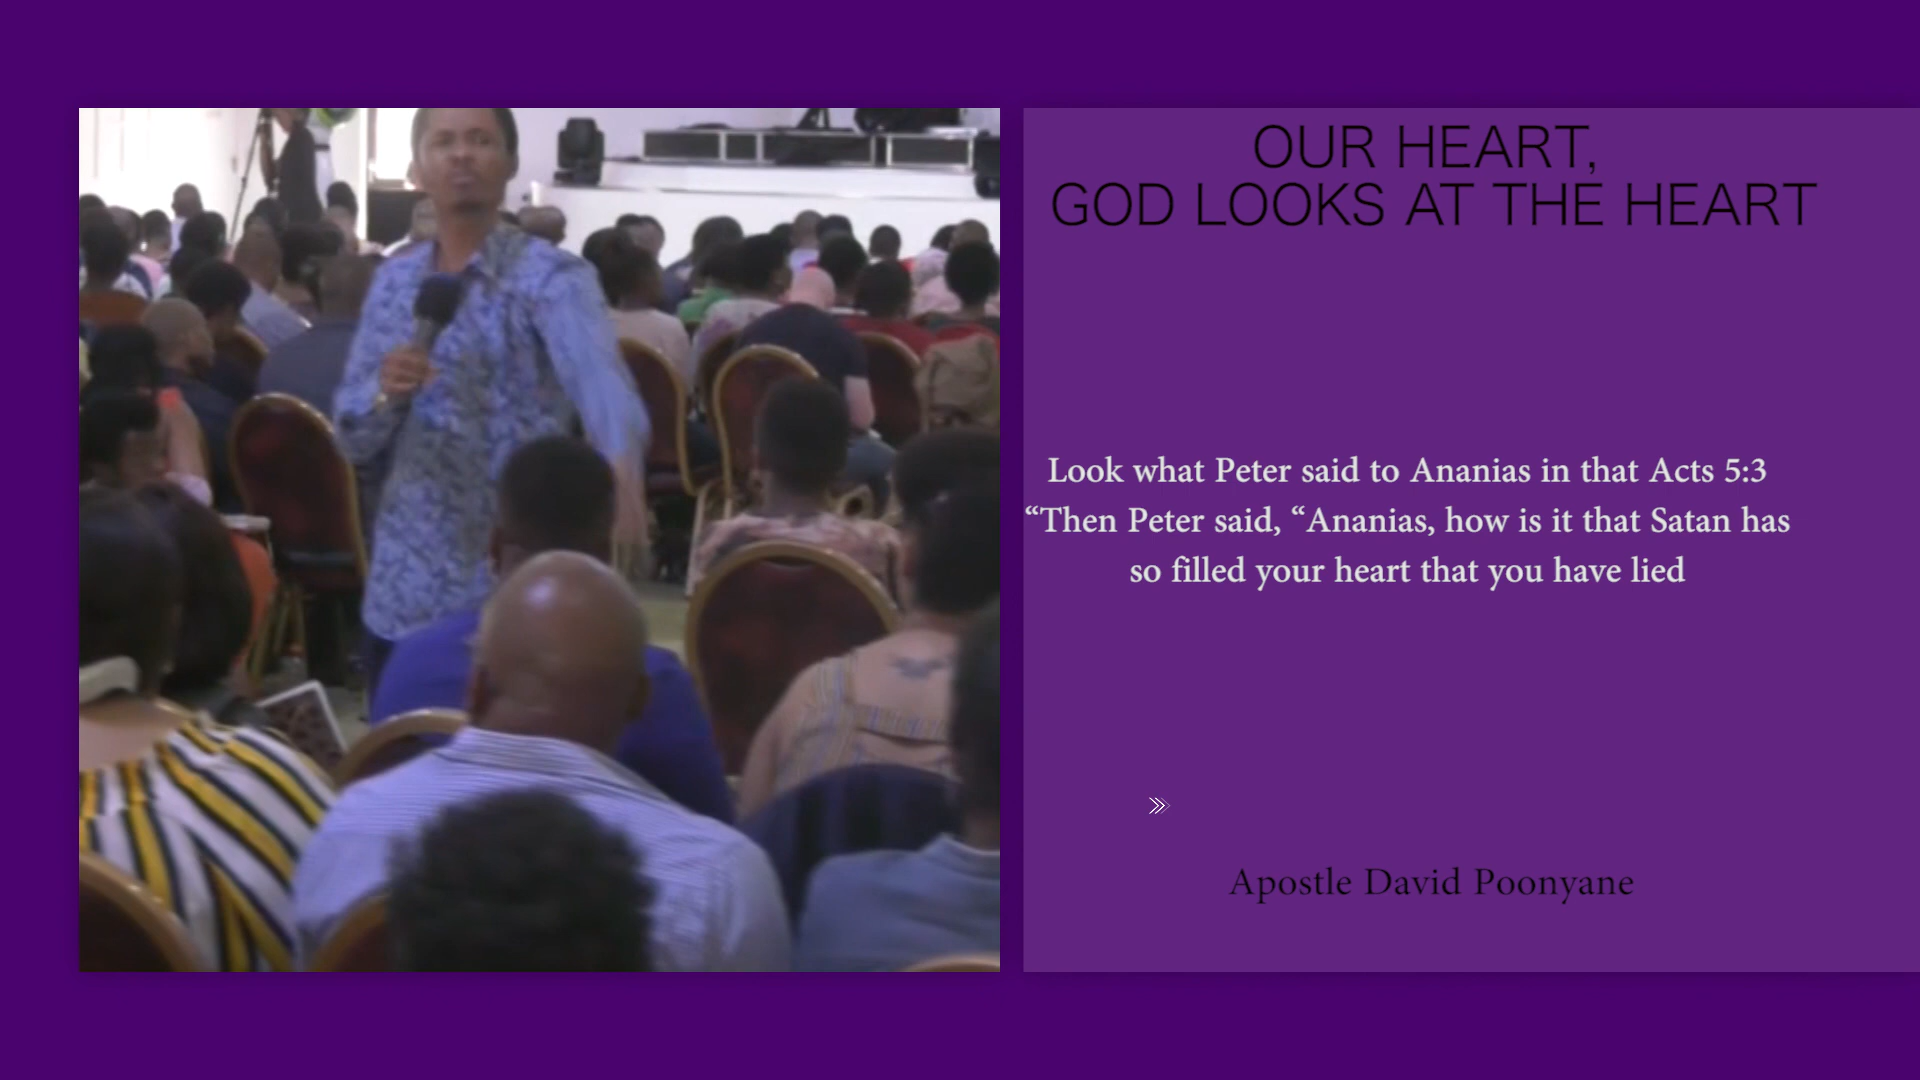 OUR HEART,
GOD LOOKS AT THE HEART
Look what Peter said to Ananias in that Acts 5:3
“Then Peter said, “Ananias, how is it that Satan has
so filled your heart that you have lied
Apostle David Poonyane